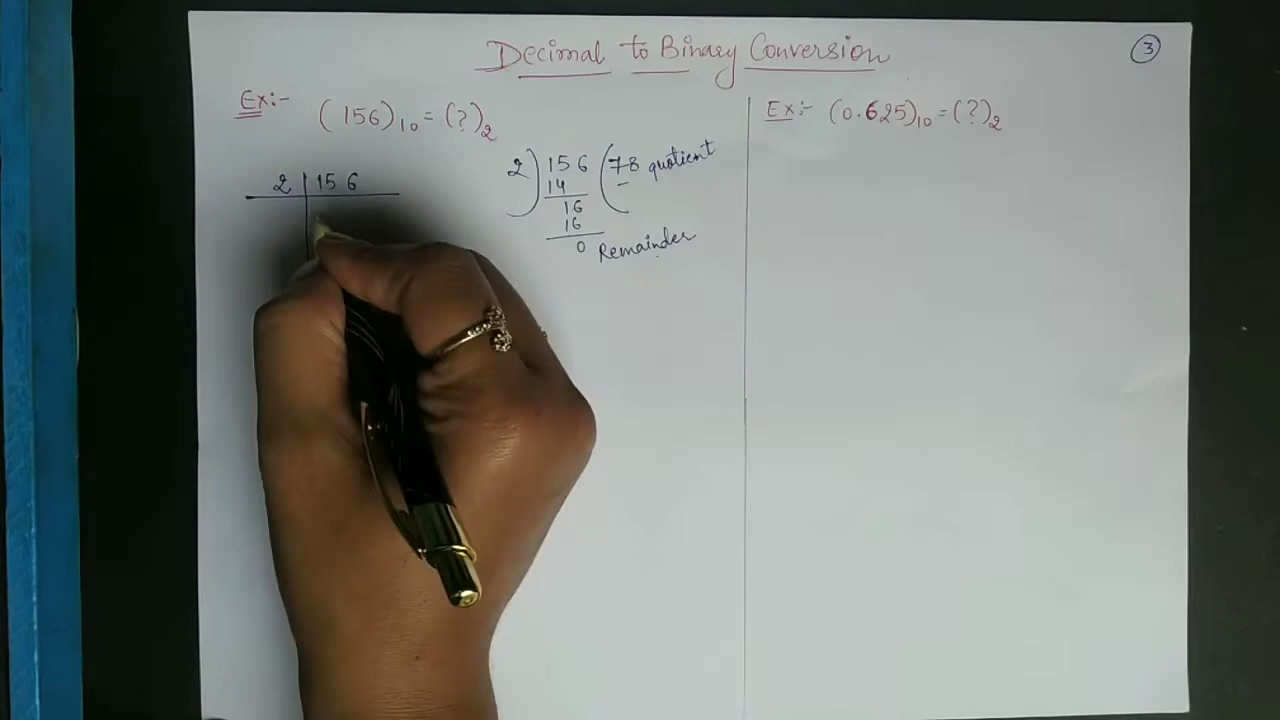 Decimal to Binary Conversion
3
Ex:- (156)10 = (?)2
2 | 156
2 ) 156 ( 78 quotient
14
16
16
0 Remainder
Ex:- (0.625)10 = (?)2